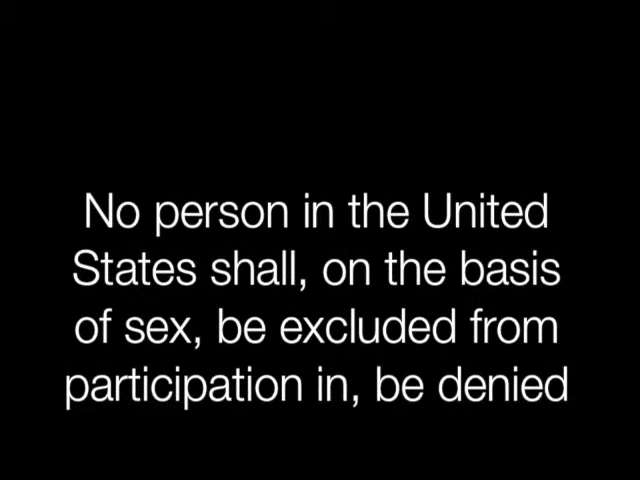 No person in the United
States shall, on the basis
of sex, be excluded from
participation in, be denied